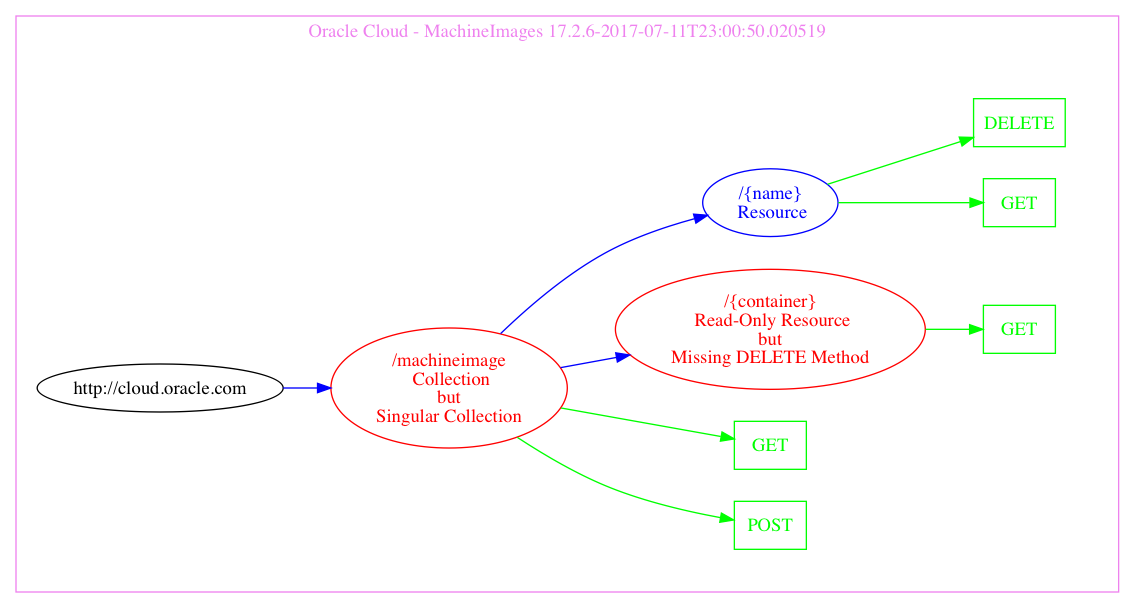 Oracle Cloud - MachineImages 17.2.6-2017-07-11T23:00:50.020519
DELETE
/{name}
Resource
GET
/{container}
Read-Only Resource
but
Missing DELETE Method
GET
http://cloud.oracle.com
/machineimage
Collection
but
Singular Collection
GET
POST